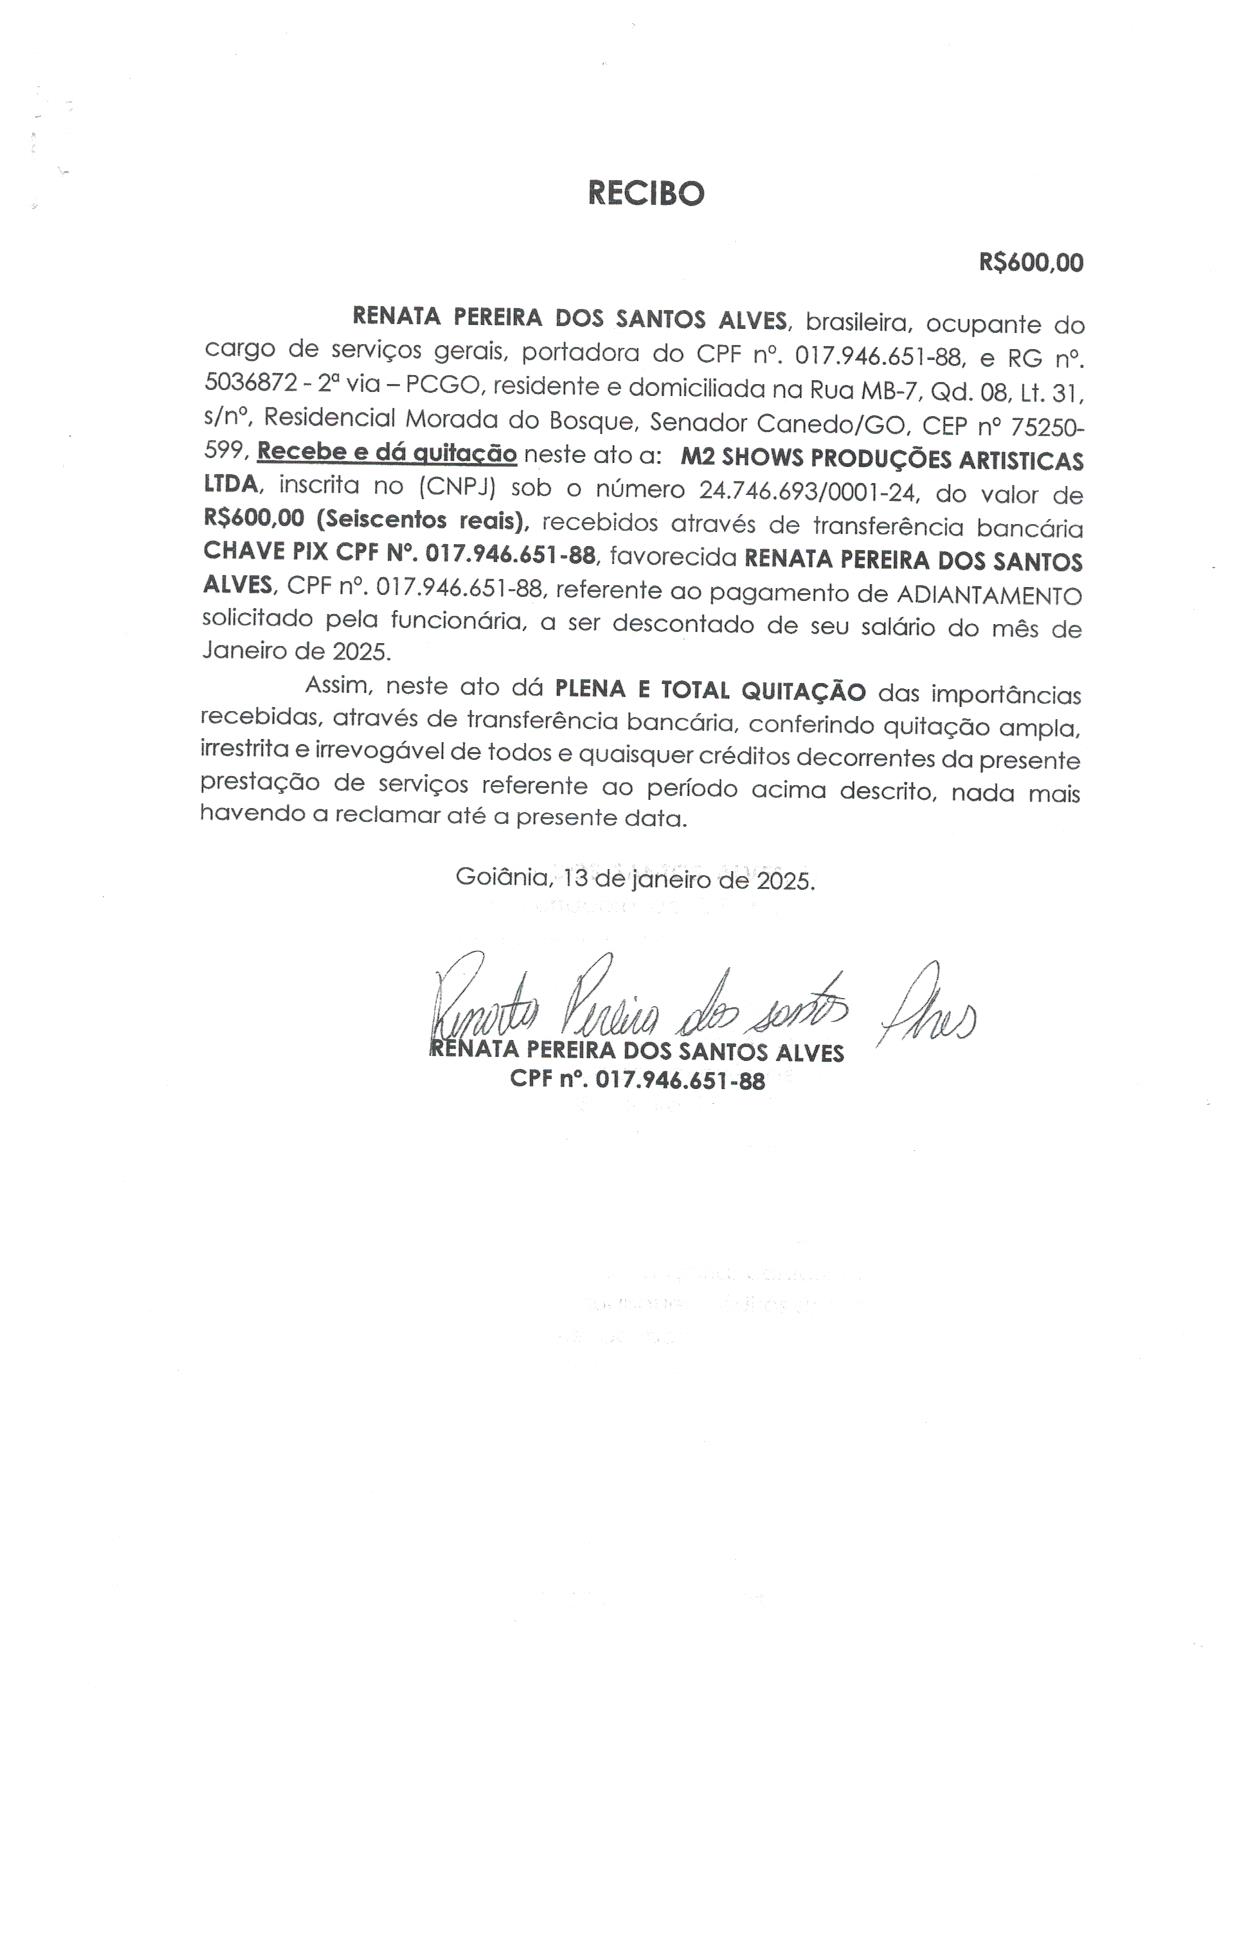 RECIBO
R$600,00
RENATA PEREIRA DOS SANTOS ALVES, brasileira, ocupante do
cargo de serviços gerais, portadora do CPF nº. 017.946.651-88, e RG nº.
5036872 - 2ª via – PCGO, residente e domiciliada na Rua MB-7, Qd. 08, Lt. 31,
s/nº, Residencial Morada do Bosque, Senador Canedo/GO, CEP nº 75250-
599, Recebe e dá quitação neste ato a: M2 SHOWS PRODUÇÕES ARTISTICAS
LTDA, inscrita no (CNPJ) sob o número 24.746.693/0001-24, do valor de
R$600,00 (Seiscentos reais), recebidos através de transferência bancária
CHAVE PIX CPF Nº. 017.946.651-88, favorecida RENATA PEREIRA DOS SANTOS
ALVES, CPF nº. 017.946.651-88, referente ao pagamento de ADIANTAMENTO
solicitado pela funcionária, a ser descontado de seu salário do mês de
Janeiro de 2025.
Assim, neste ato dá PLENA E TOTAL QUITAÇÃO das importâncias
recebidas, através de transferência bancária, conferindo quitação ampla,
irrestrita e irrevogável de todos e quaisquer créditos decorrentes da presente
prestação de serviços referente ao período acima descrito, nada mais
havendo a reclamar até a presente data.
Goiânia, 13 de janeiro de 2025.
Renata Pereira dos santos Alves
RENATA PEREIRA DOS SANTOS ALVES
CPF nº. 017.946.651-88